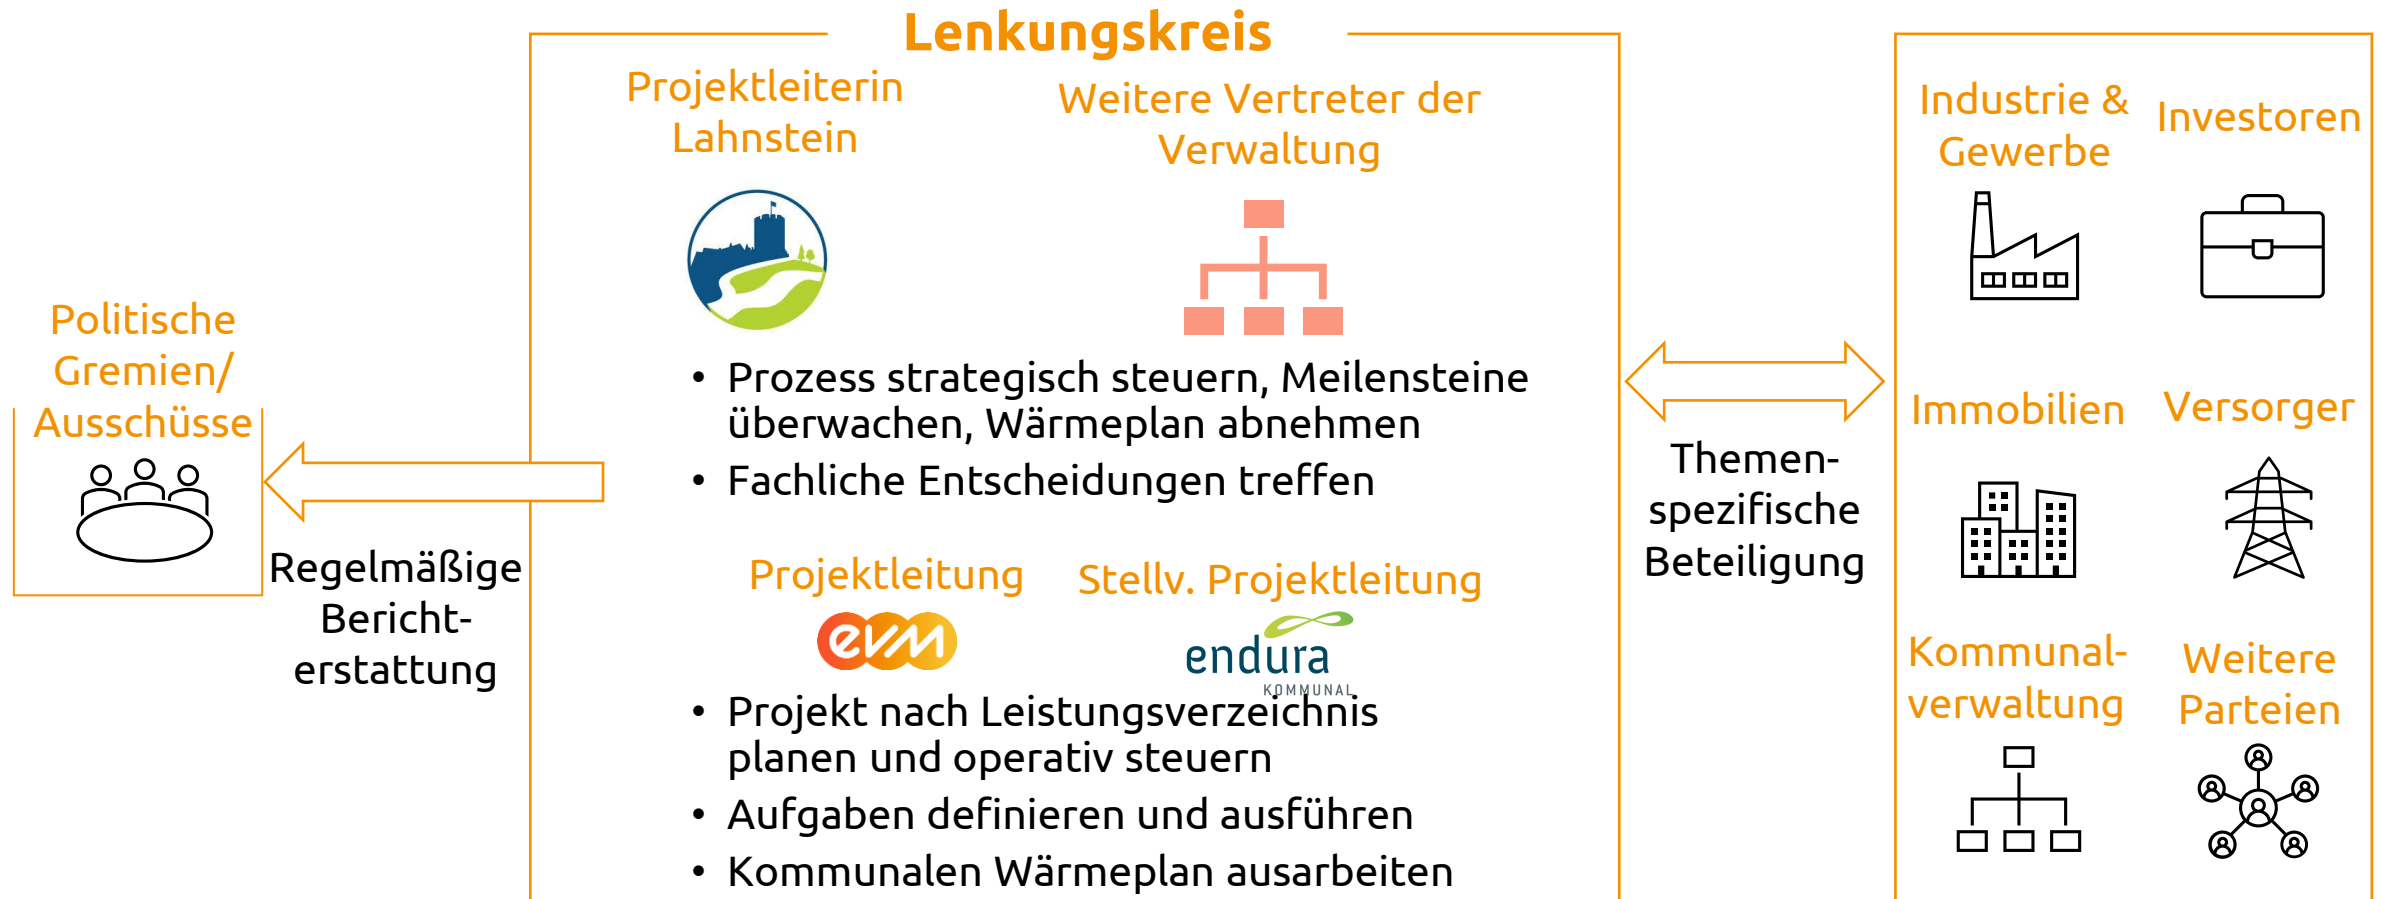 Lenkungskreis
Projektleiterin
Lahnstein
Weitere Vertreter der
Verwaltung
• Prozess strategisch steuern, Meilensteine
überwachen, Wärmeplan abnehmen
• Fachliche Entscheidungen treffen
Projektleitung
evm
Stellv. Projektleitung
endura
KOMMUNAL
• Projekt nach Leistungsverzeichnis
planen und operativ steuern
• Aufgaben definieren und ausführen
• Kommunalen Wärmeplan ausarbeiten
Politische
Gremien/
Ausschüsse
Regelmäßige
Bericht-
erstattung
Themen-
spezifische
Beteiligung
Industrie &
Gewerbe
Investoren
Immobilien
Versorger
Kommunal-
verwaltung
Weitere
Parteien